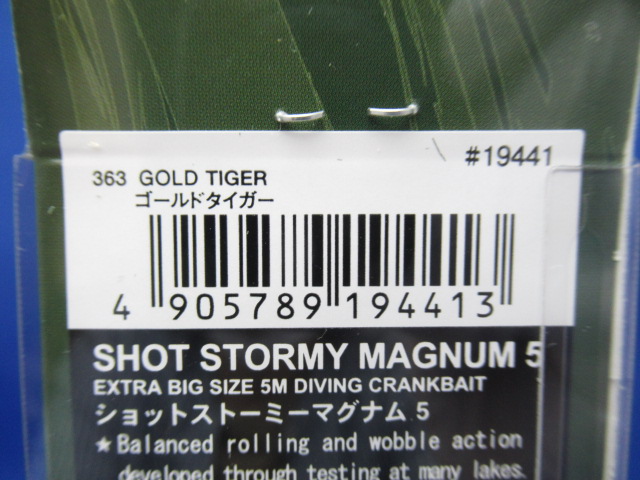 #19441
363 GOLD TIGER
ゴールドタイガー
4 905789 194413
SHOT STORMY MAGNUM 5
EXTRA BIG SIZE 5M DIVING CRANKBAIT
ショットストーミーマグナム 5
★Balanced rolling and wobble action
developed through testing at many lakes.